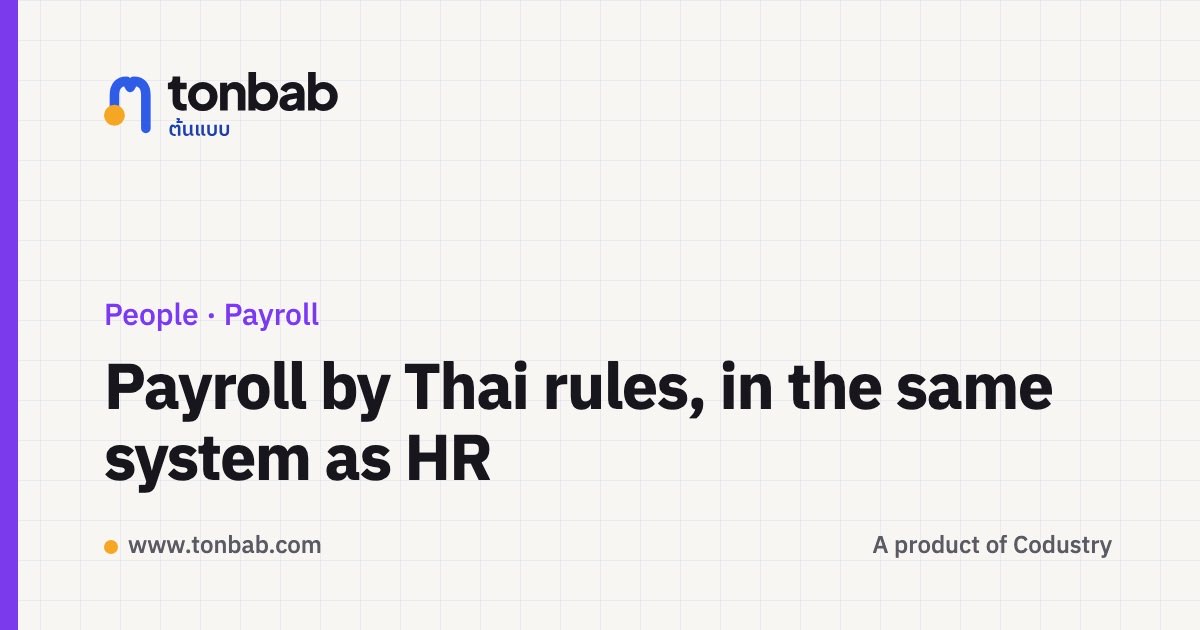 tonbab
ต้นแบบ
People · Payroll
Payroll by Thai rules, in the same
system as HR
www.tonbab.com
A product of Codustry